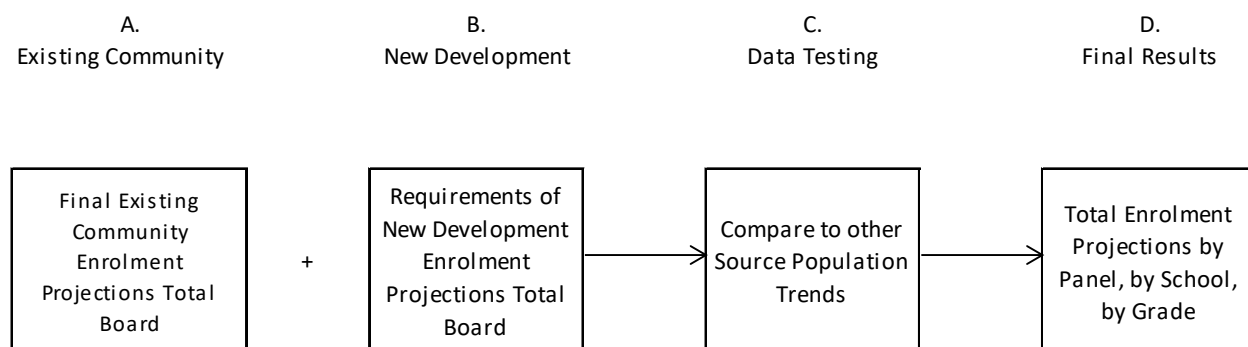 A.
Existing Community
B.
New Development
C.
Data Testing
D.
Final Results
Final Existing
Community
Enrolment
Projections Total
Board
+
Requirements of
New Development
Enrolment
Projections Total
Board
Compare to other
Source Population
Trends
Total Enrolment
Projections by
Panel, by School,
by Grade